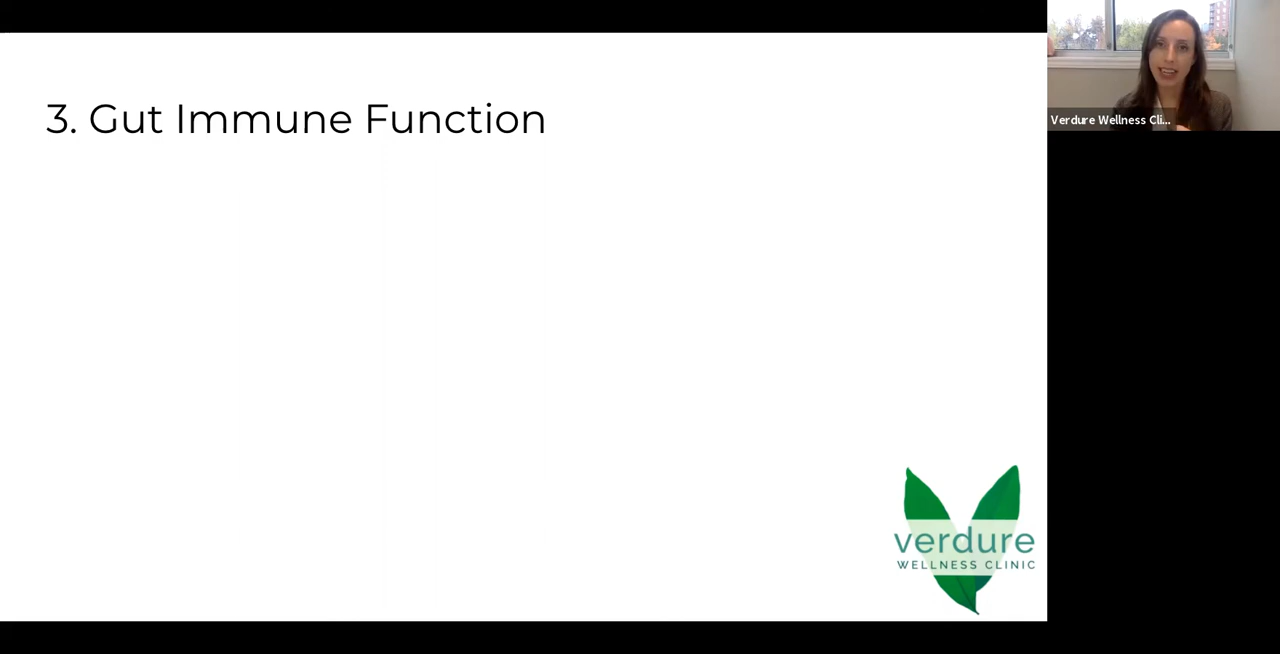 3. Gut Immune Function
Verdure Wellness Cli...
verdure
WELLNESS CLINIC